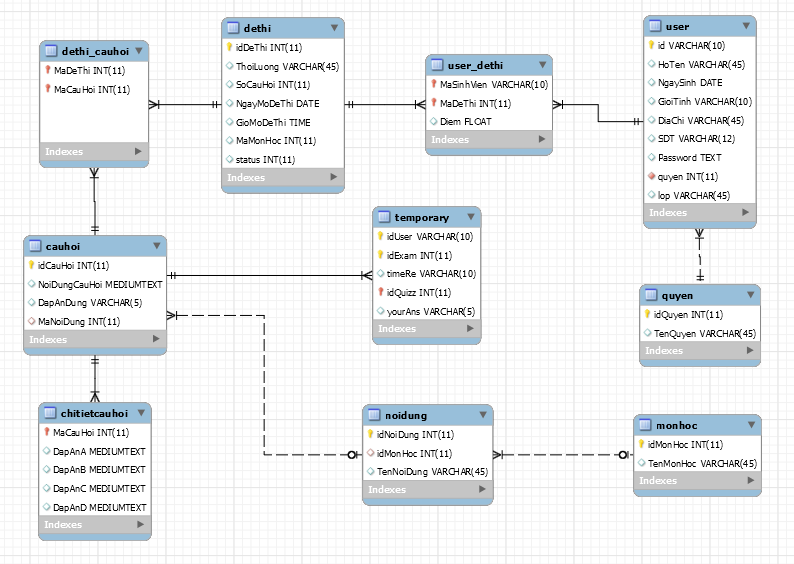 dethi_cauhoi
MaDeThi INT(11)
MaCauHoi INT(11)
Indexes
dethi
idDeThi INT(11)
ThoiLuong VARCHAR(45)
SoCauHoi INT(11)
NgayMoDeThi DATE
GioMoDeThi TIME
MaMonHoc INT(11)
status INT(11)
Indexes
user_dethi
MaSinhVien VARCHAR(10)
MaDeThi INT(11)
Diem FLOAT
Indexes
user
id VARCHAR(10)
HoTen VARCHAR(45)
NgaySinh DATE
GioiTinh VARCHAR(10)
DiaChi VARCHAR(45)
SDT VARCHAR(12)
Password TEXT
quyen INT(11)
lop VARCHAR(45)
Indexes
cauhoi
idCauHoi INT(11)
NoiDungCauHoi MEDIUMTEXT
DapAnDung VARCHAR(5)
MaNoiDung INT(11)
Indexes
temporary
idUser VARCHAR(10)
idExam INT(11)
timeRe VARCHAR(10)
idQuizz INT(11)
yourAns VARCHAR(5)
Indexes
quyen
idQuyen INT(11)
TenQuyen VARCHAR(45)
Indexes
chitietcauhoi
MaCauHoi INT(11)
DapAnA MEDIUMTEXT
DapAnB MEDIUMTEXT
DapAnC MEDIUMTEXT
DapAnD MEDIUMTEXT
Indexes
noidung
idNoiDung INT(11)
idMonHoc INT(11)
TenNoiDung VARCHAR(45)
Indexes
monhoc
idMonHoc INT(11)
TenMonHoc VARCHAR(45)
Indexes